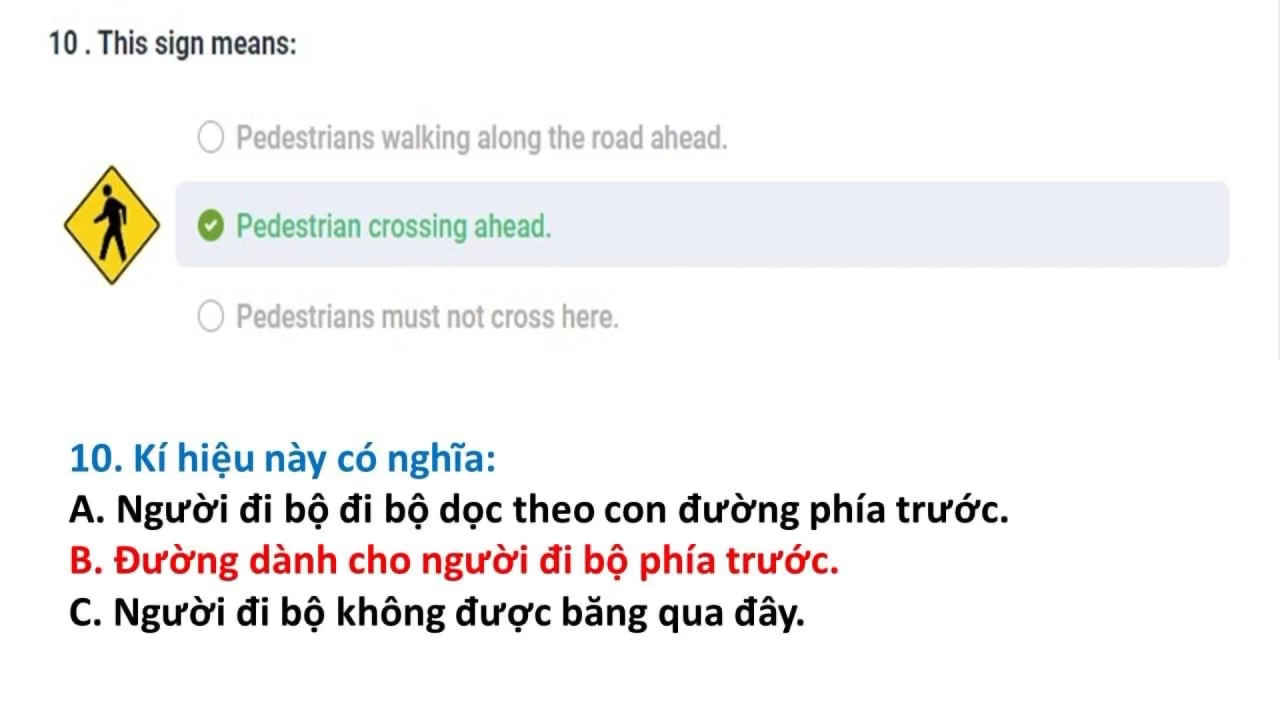 10 . This sign means:
Pedestrians walking along the road ahead.
Pedestrian crossing ahead.
Pedestrians must not cross here.
10. Kí hiệu này có nghĩa:
A. Người đi bộ đi bộ dọc theo con đường phía trước.
B. Đường dành cho người đi bộ phía trước.
C. Người đi bộ không được băng qua đây.